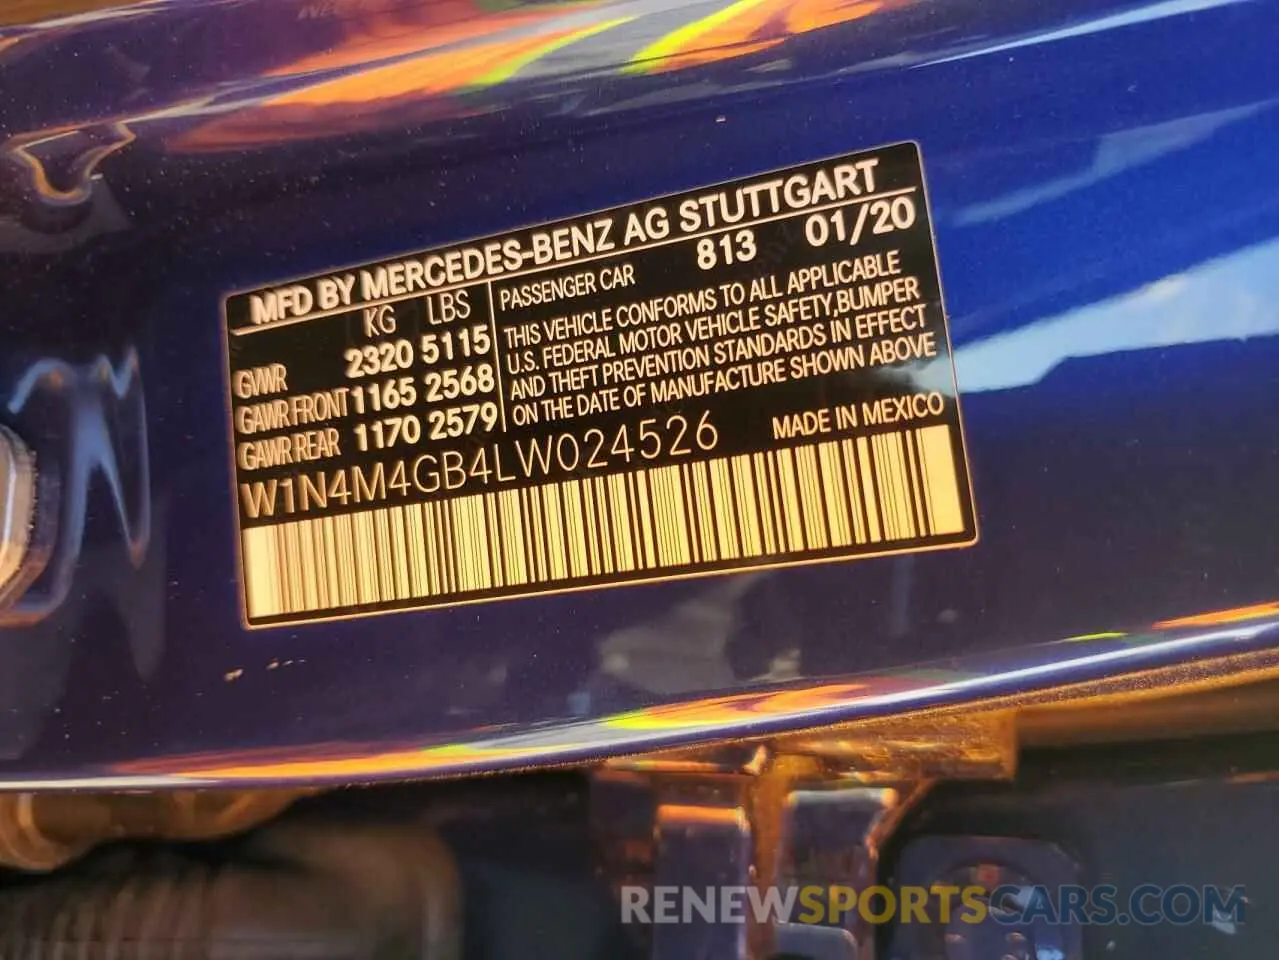 MFD BY MERCEDES-BENZ AG STUTTGART
KG LBS
GVWR 2320 5115
GAWR FRONT 1165 2568
GAWR REAR 1170 2579
PASSENGER CAR 813 01/20
THIS VEHICLE CONFORMS TO ALL APPLICABLE
U.S. FEDERAL MOTOR VEHICLE SAFETY, BUMPER
AND THEFT PREVENTION STANDARDS IN EFFECT
ON THE DATE OF MANUFACTURE SHOWN ABOVE
W1N4M4GB4LW024526 MADE IN MEXICO
RENEWSPORTSCARS.COM